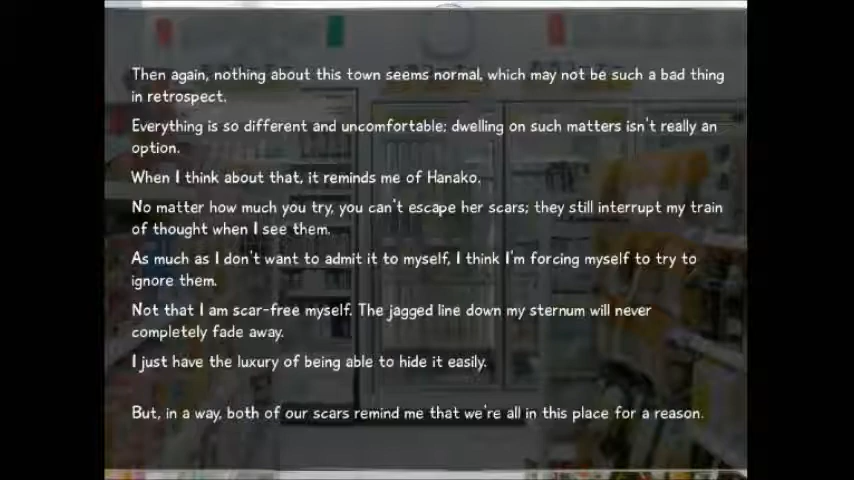 Then again, nothing about this town seems normal, which may not be such a bad thing
in retrospect.
Everything is so different and uncomfortable; dwelling on such matters isn't really an
option.
When I think about that, it reminds me of Hanako.
No matter how much you try, you can't escape her scars; they still interrupt my train
of thought when I see them.
As much as I don't want to admit it to myself, I think I'm forcing myself to try to
ignore them.
Not that I am scar-free myself. The jagged line down my sternum will never
completely fade away.
I just have the luxury of being able to hide it easily.
But, in a way, both of our scars remind me that we're all in this place for a reason.